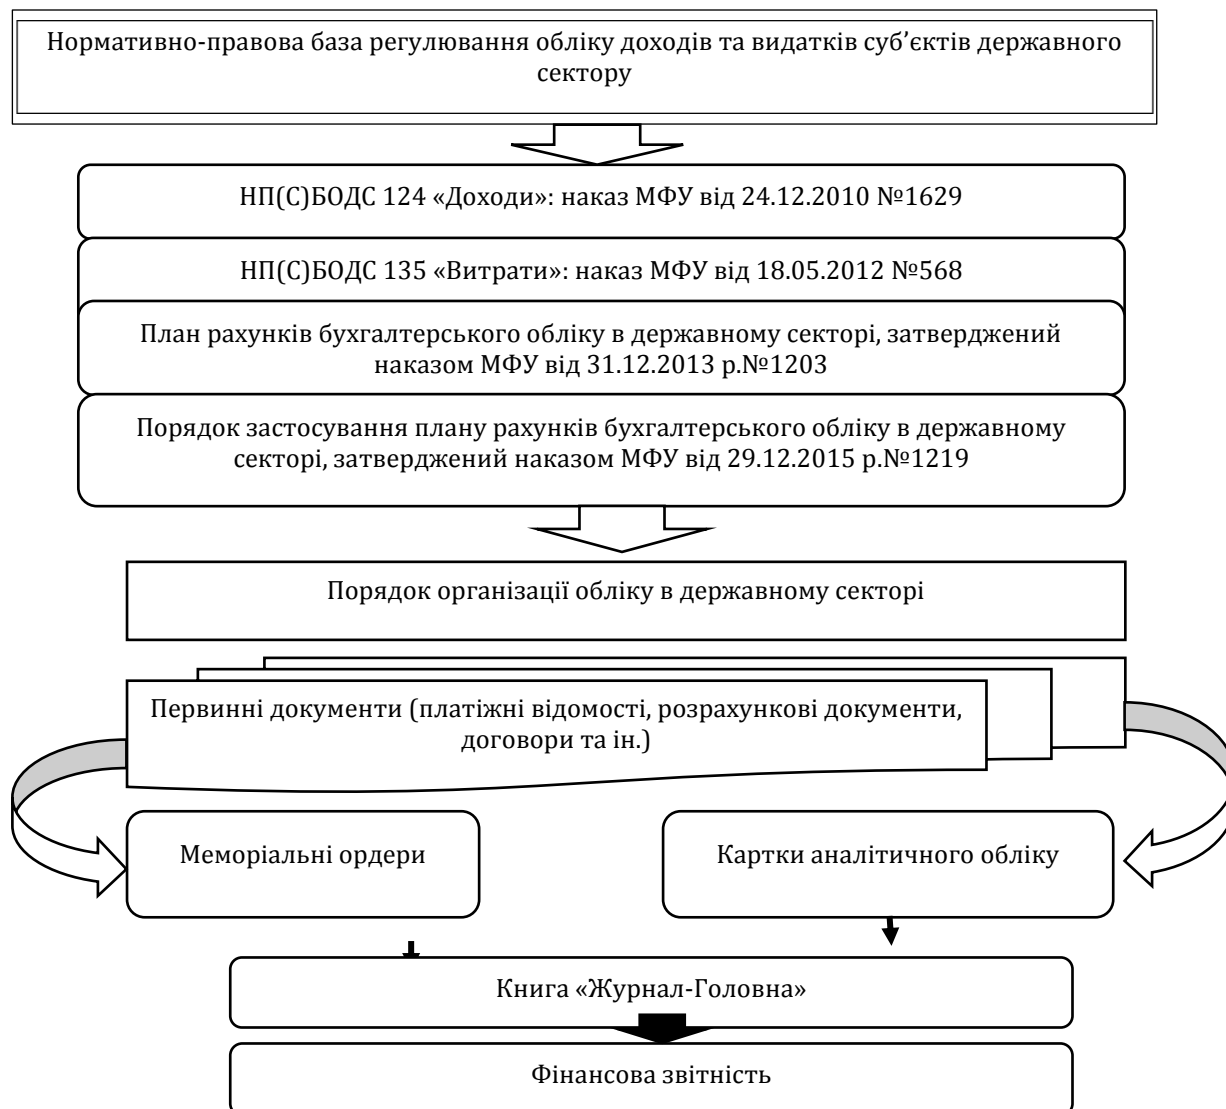 Нормативно-правова база регулювання обліку доходів та видатків суб’єктів державного
сектору
НП(С)БОДС 124 «Доходи»: наказ МФУ від 24.12.2010 №1629
НП(С)БОДС 135 «Витрати»: наказ МФУ від 18.05.2012 №568
План рахунків бухгалтерського обліку в державному секторі, затверджений
наказом МФУ від 31.12.2013 р.№1203
Порядок застосування плану рахунків бухгалтерського обліку в державному
секторі, затверджений наказом МФУ від 29.12.2015 р.№1219
Порядок організації обліку в державному секторі
Первинні документи (платіжні відомості, розрахункові документи,
договори та ін.)
Меморіальні ордери
Картки аналітичного обліку
Книга «Журнал-Головна»
Фінансова звітність